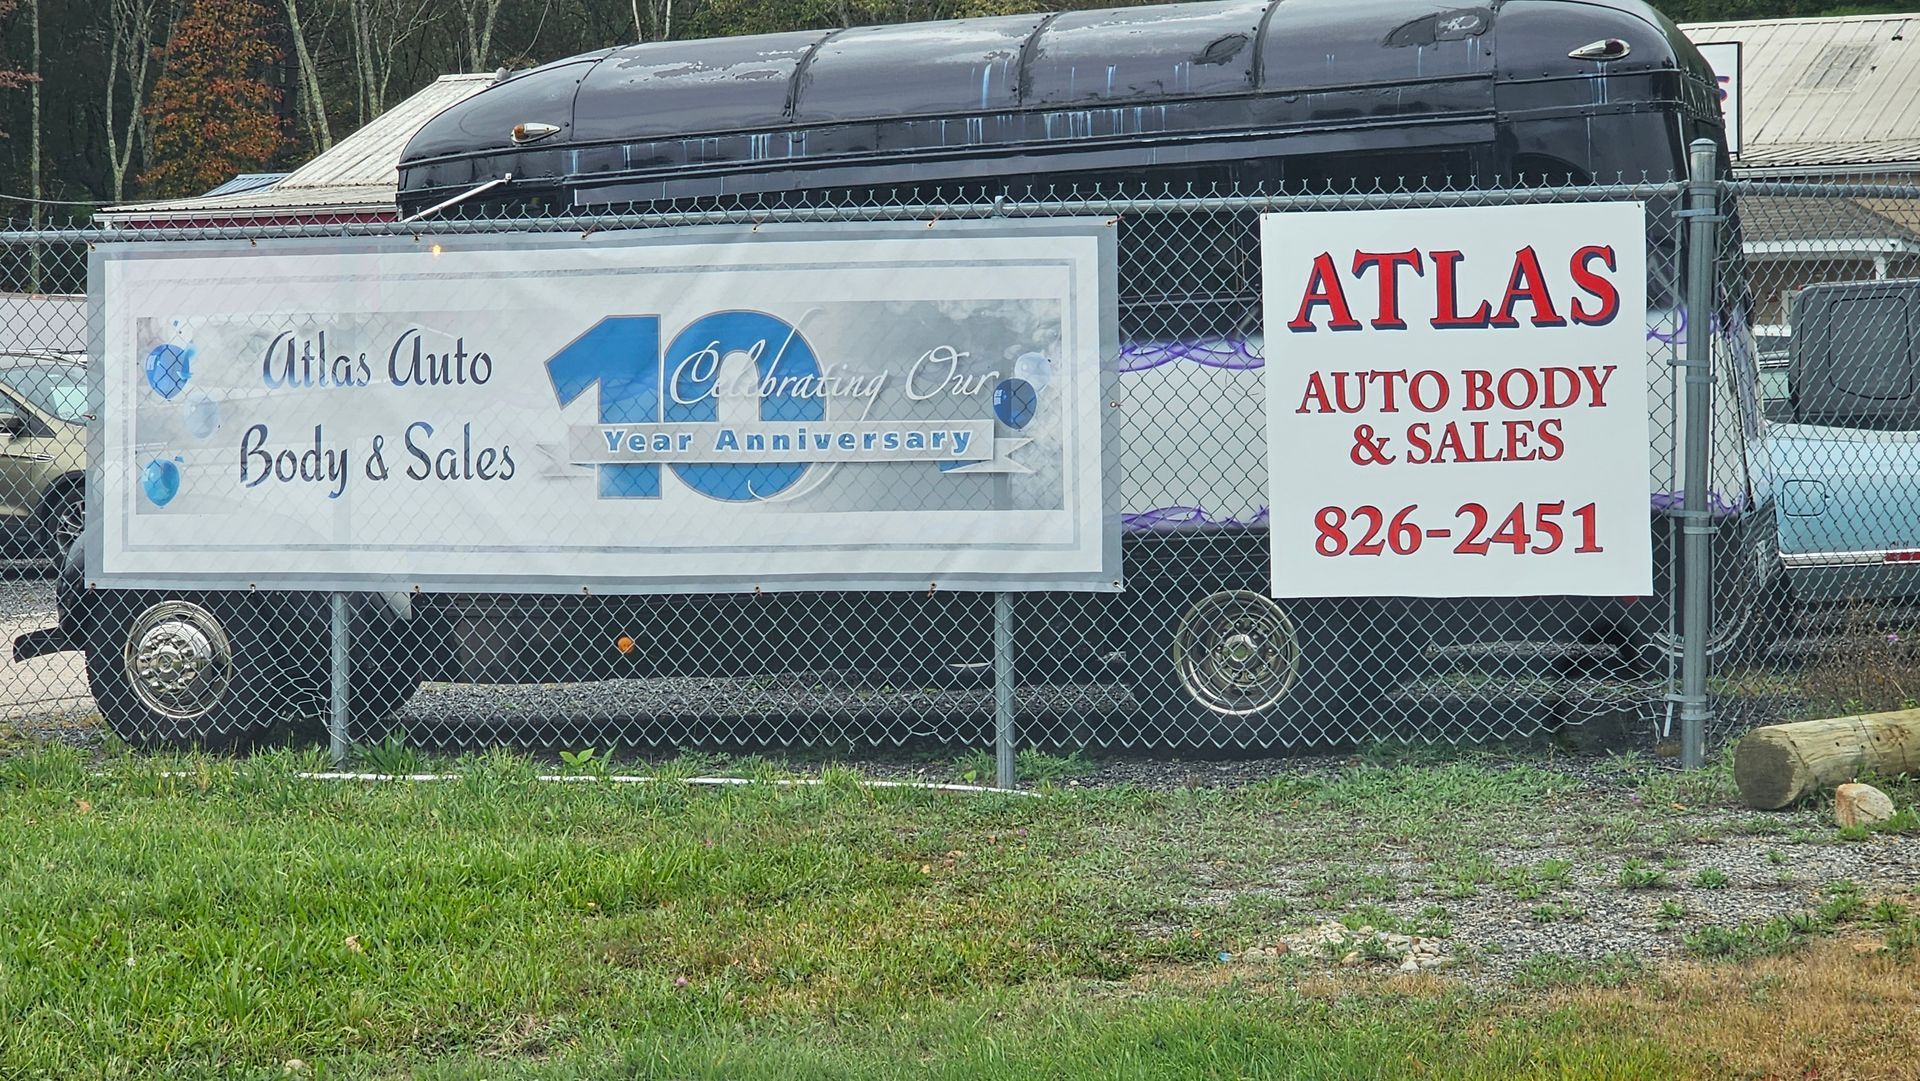 Atlas Auto
Body & Sales
10
Celebrating Our
Year Anniversary
ATLAS
AUTO BODY
& SALES
826-2451